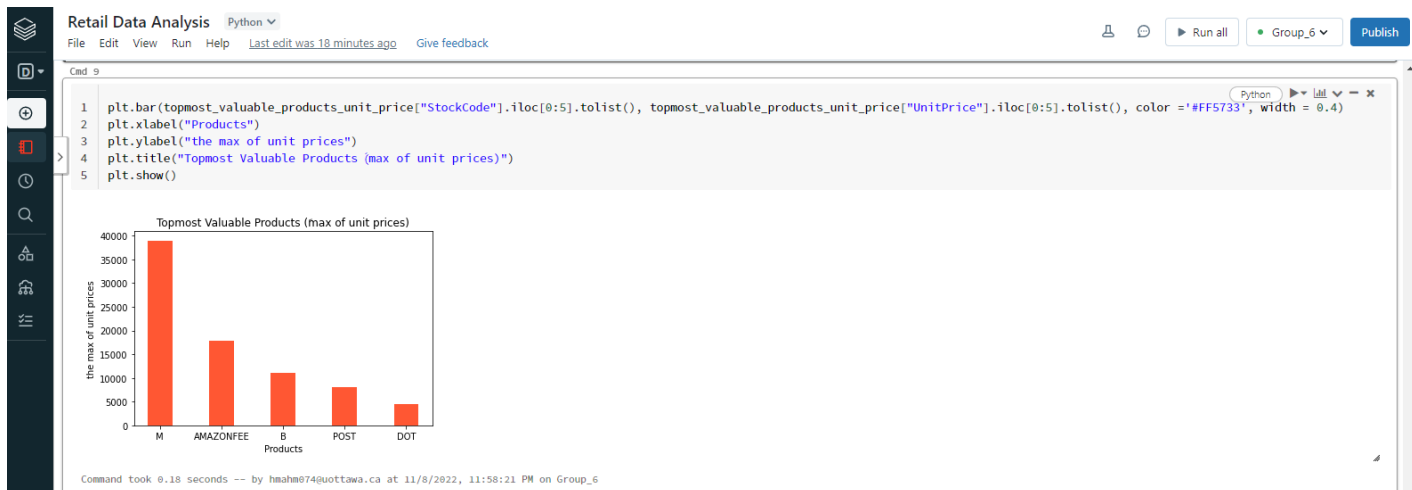 Retail Data Analysis Python
File Edit View Run Help Last edit was 18 minutes ago Give feedback
Run all Group_6 Publish
D
Cmd 9
Python
1 plt.bar(topmost_valuable_products_unit_price["StockCode"].iloc[0:5].tolist(), topmost_valuable_products_unit_price["UnitPrice"].iloc[0:5].tolist(), color ='#FF5733', width = 0.4)
2 plt.xlabel("Products")
3 plt.ylabel("the max of unit prices")
4 plt.title("Topmost Valuable Products (max of unit prices)")
5 plt.show()
Topmost Valuable Products (max of unit prices)
40000
35000
30000
25000
20000
15000
10000
5000
0
the max of unit prices
M AMAZONFEE B POST DOT
Products
Command took 0.18 seconds -- by hmahm074@uottawa.ca at 11/8/2022, 11:58:21 PM on Group_6